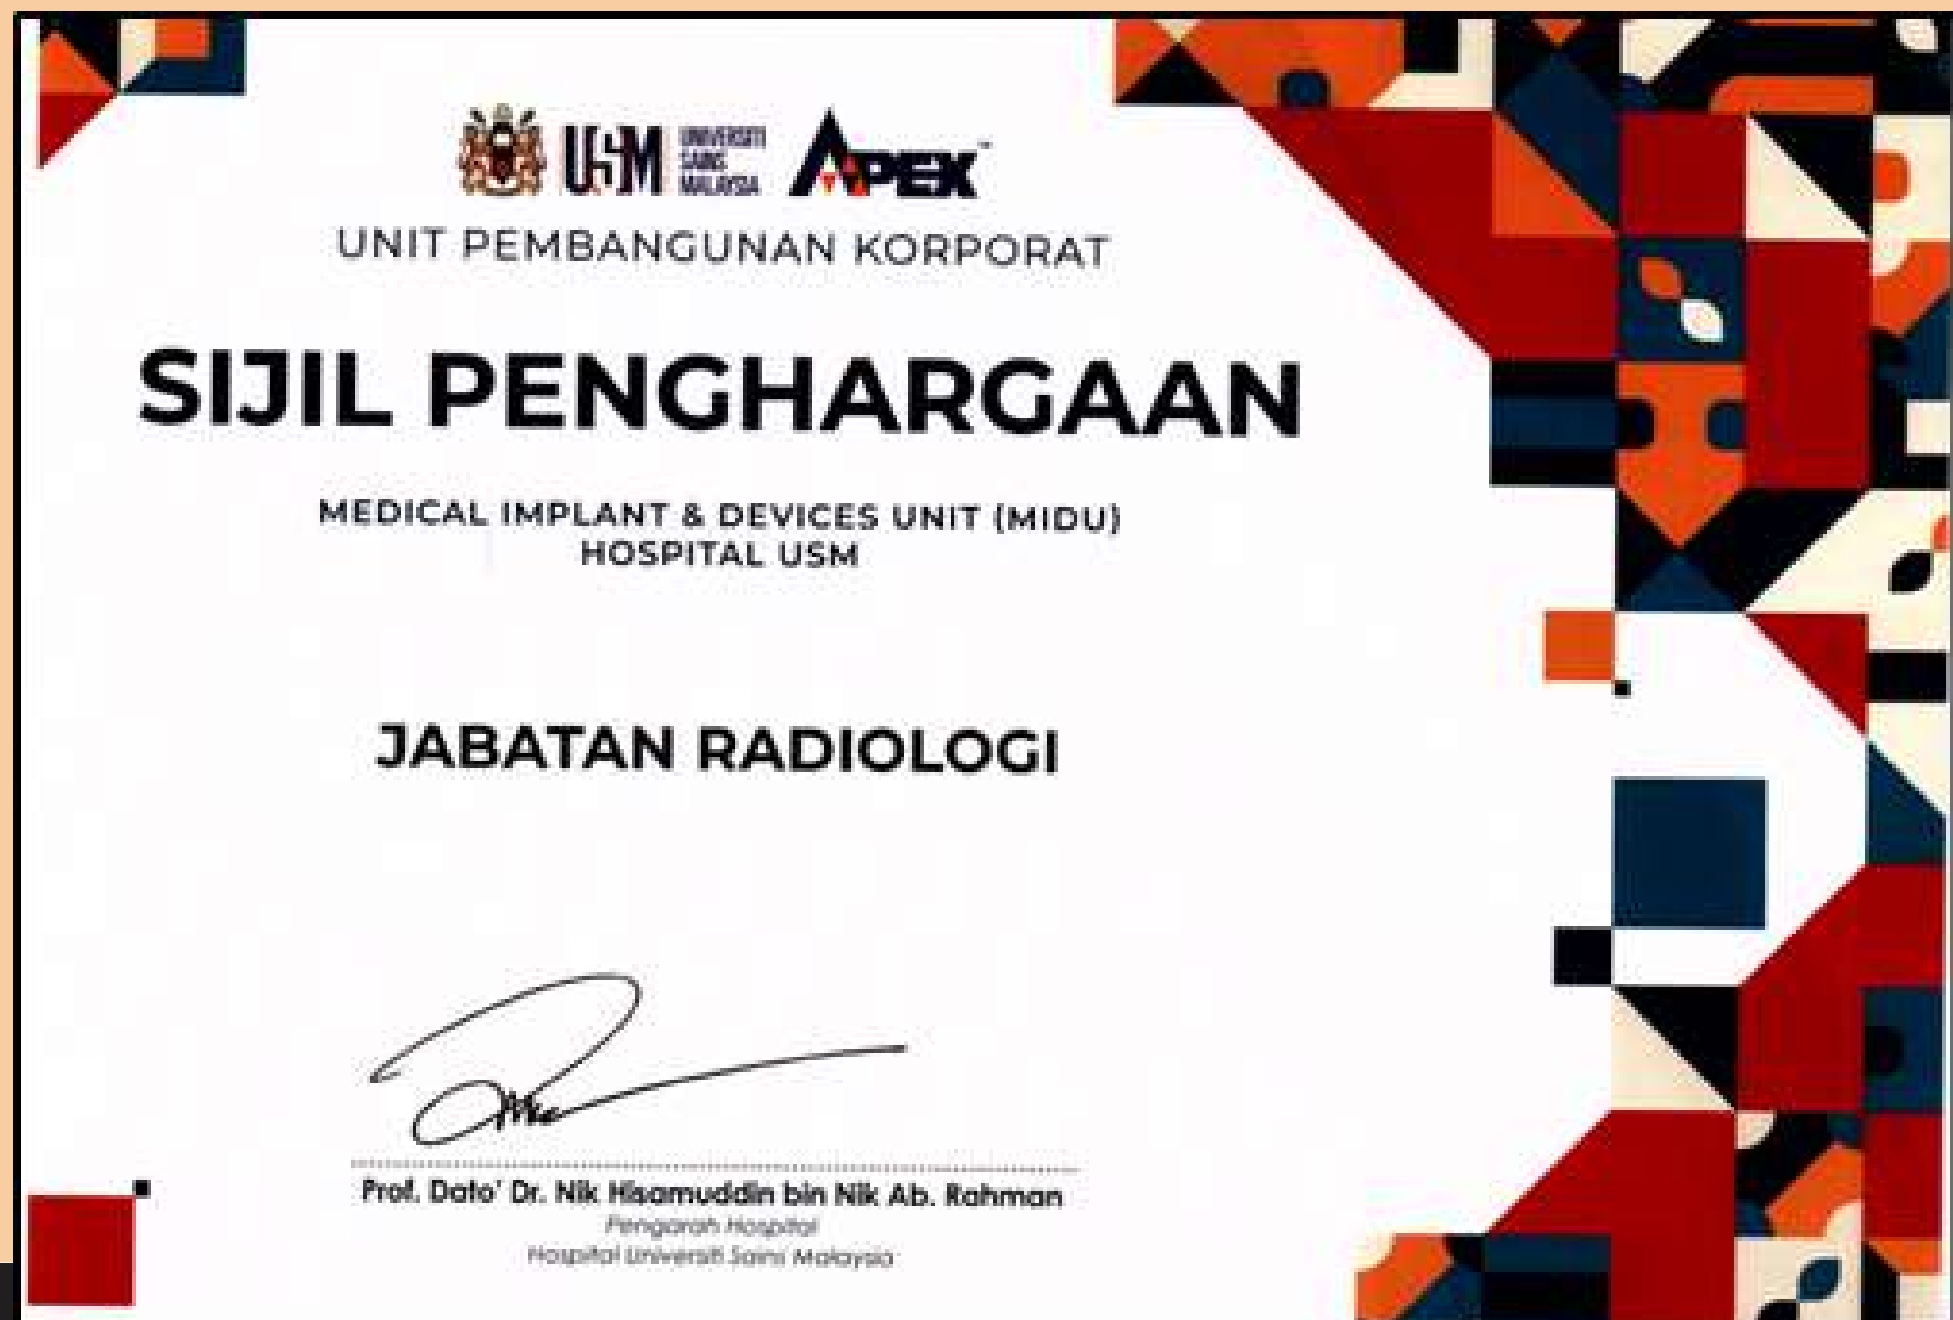 USM UNIVERSITI
SAINS
MALAYSIA
APEX™
UNIT PEMBANGUNAN KORPORAT
SIJIL PENGHARGAAN
MEDICAL IMPLANT & DEVICES UNIT (MIDU)
HOSPITAL USM
JABATAN RADIOLOGI
Prof. Dato' Dr. Nik Hisamuddin bin Nik Ab. Rahman
Pengarah Hospital
Hospital Universiti Sains Malaysia